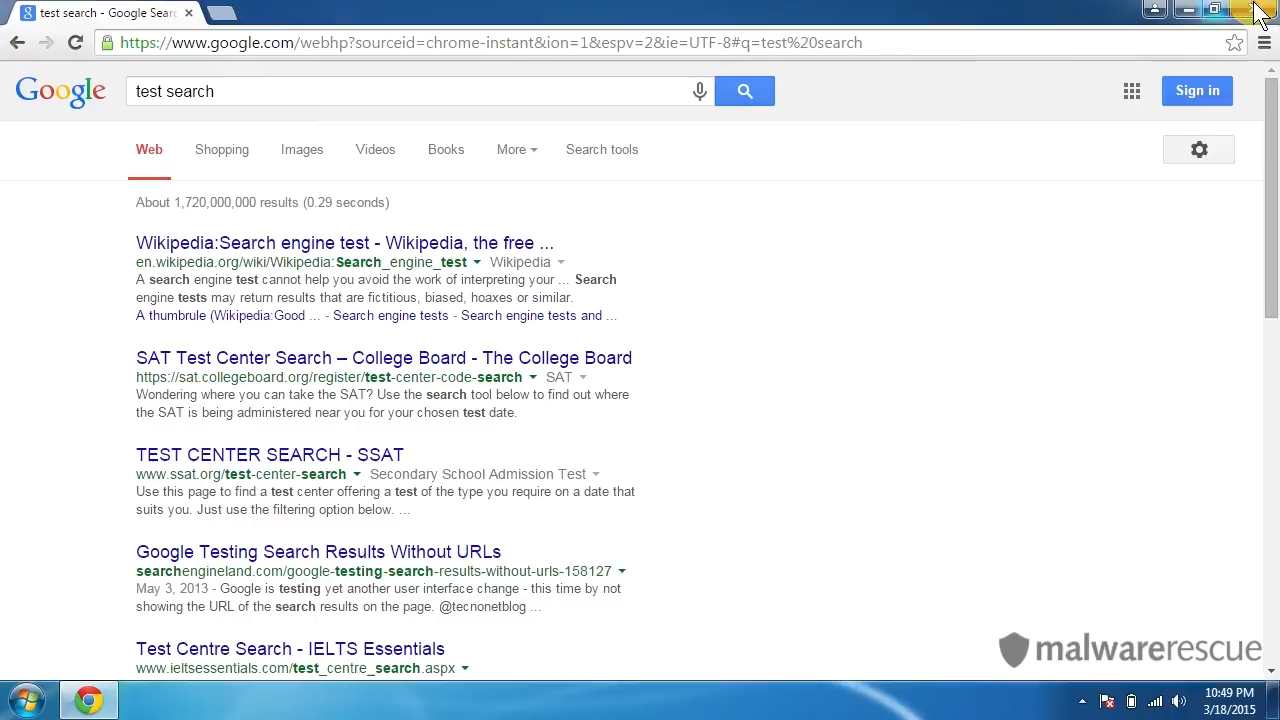 test search - Google Sear
https://www.google.com/webhp?sourceid=chrome-instant&ion=1&espv=2&ie=UTF-8#q=test%20search
Google
test search
Sign in
Web Shopping Images Videos Books More Search tools
About 1,720,000,000 results (0.29 seconds)
Wikipedia:Search engine test - Wikipedia, the free ...
en.wikipedia.org/wiki/Wikipedia:Search_engine_test Wikipedia
A search engine test cannot help you avoid the work of interpreting your ... Search
engine tests may return results that are fictitious, biased, hoaxes or similar.
A thumbrule (Wikipedia:Good ... - Search engine tests - Search engine tests and ...
SAT Test Center Search – College Board - The College Board
https://sat.collegeboard.org/register/test-center-code-search SAT
Wondering where you can take the SAT? Use the search tool below to find out where
the SAT is being administered near you for your chosen test date.
TEST CENTER SEARCH - SSAT
www.ssat.org/test-center-search Secondary School Admission Test
Use this page to find a test center offering a test of the type you require on a date that
suits you. Just use the filtering option below. ...
Google Testing Search Results Without URLs
searchengineland.com/google-testing-search-results-without-urls-158127
May 3, 2013 - Google is testing yet another user interface change - this time by not
showing the URL of the search results on the page. @tecnonetblog ...
Test Centre Search - IELTS Essentials
www.ieltsessentials.com/test_centre_search.aspx
malwarerescue
10:49 PM
3/18/2015